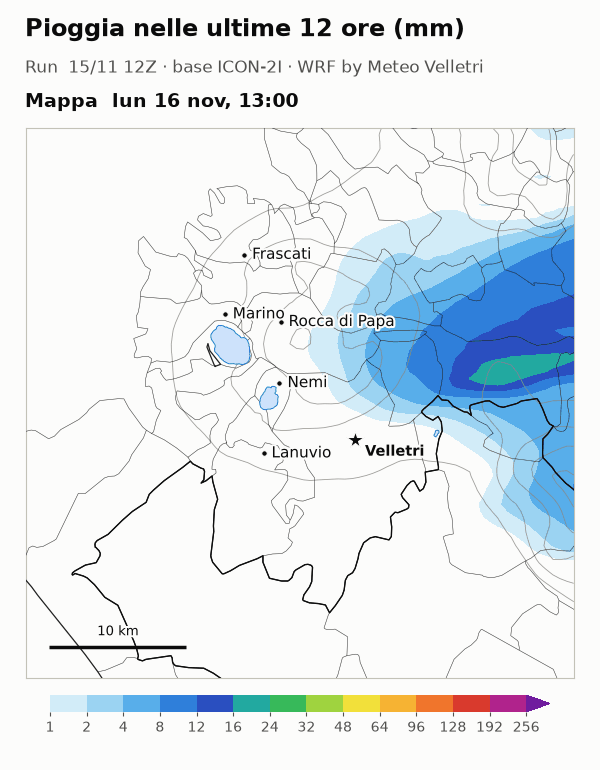 Pioggia nelle ultime 12 ore (mm)
Run  15/11 12Z · base ICON-2I · WRF by Meteo Velletri
Mappa  lun 16 nov, 13:00
Frascati
Marino
Rocca di Papa
Nemi
Velletri
Lanuvio
10 km
1 2 4 8 12 16 24 32 48 64 96 128 192 256